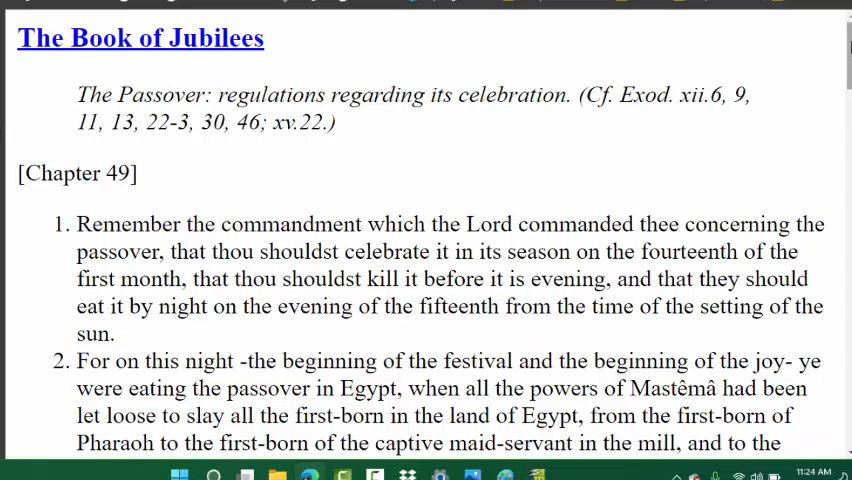 The Book of Jubilees
The Passover: regulations regarding its celebration. (Cf. Exod. xii.6, 9,
11, 13, 22-3, 30, 46; xv.22.)
[Chapter 49]
1. Remember the commandment which the Lord commanded thee concerning the
passover, that thou shouldst celebrate it in its season on the fourteenth of the
first month, that thou shouldst kill it before it is evening, and that they should
eat it by night on the evening of the fifteenth from the time of the setting of the
sun.
2. For on this night -the beginning of the festival and the beginning of the joy- ye
were eating the passover in Egypt, when all the powers of Mastêmâ had been
let loose to slay all the first-born in the land of Egypt, from the first-born of
Pharaoh to the first-born of the captive maid-servant in the mill, and to the
11:24 AM